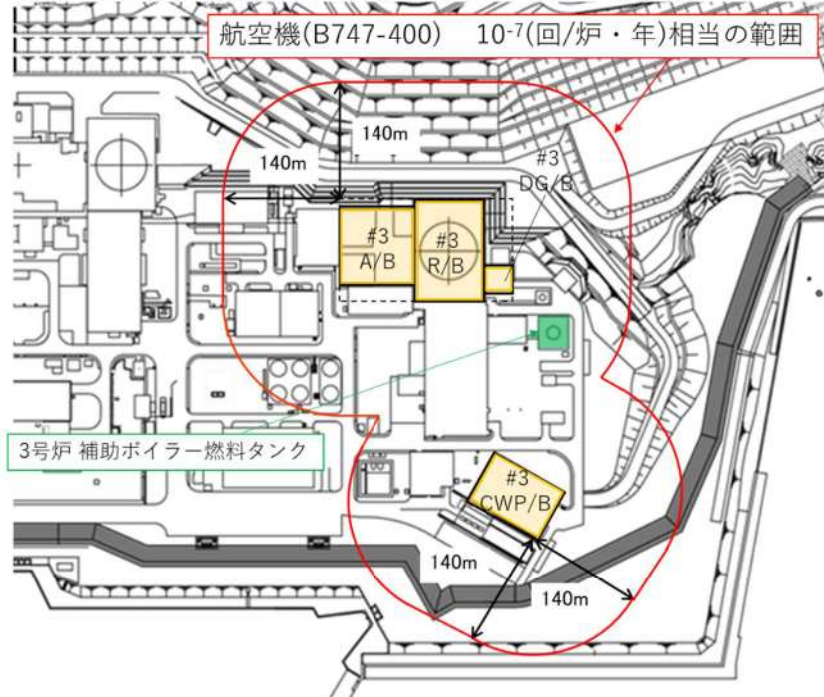 航空機(B747-400) 10⁻⁷(回/炉・年)相当の範囲
140m
140m
#3
DG/B
#3
A/B
#3
R/B
3号炉 補助ボイラー燃料タンク
#3
CWP/B
140m
140m